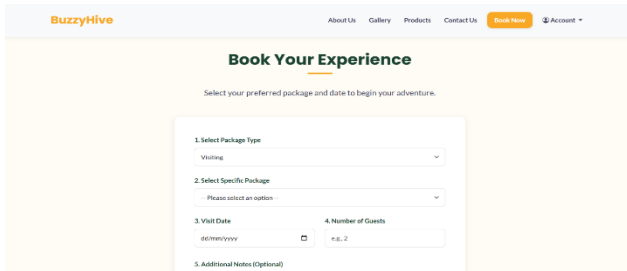 BuzzyHive
About Us Gallery Products Contact Us Book Now Account
Book Your Experience
Select your preferred package and date to begin your adventure.
1. Select Package Type
Visiting
2. Select Specific Package
-- Please select an option --
3. Visit Date 4. Number of Guests
dd/mm/yyyy e.g., 2
5. Additional Notes (Optional)